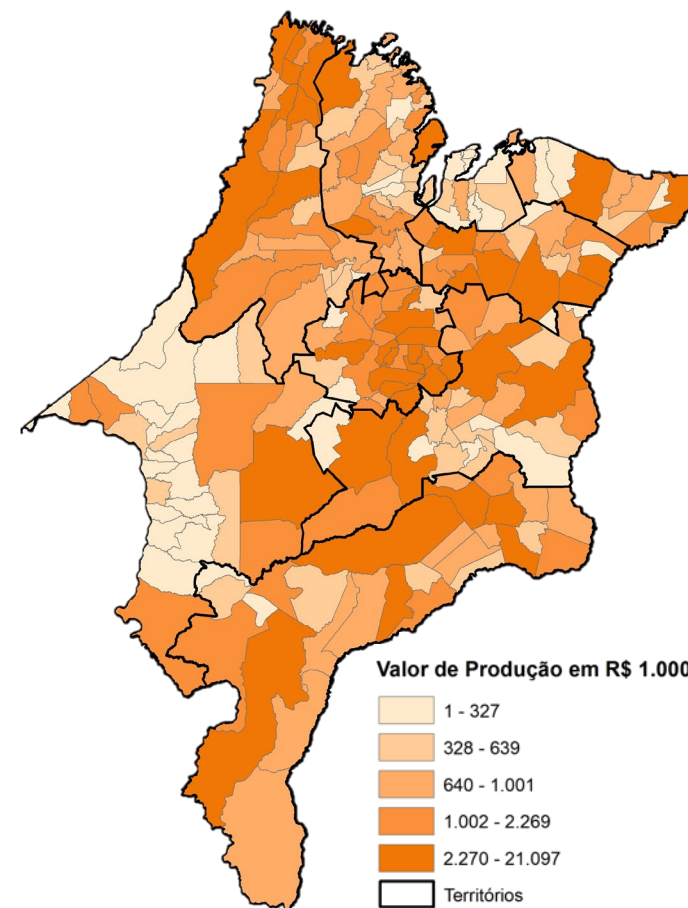 Valor de Produção em R$ 1.000
1 - 327
328 - 639
640 - 1.001
1.002 - 2.269
2.270 - 21.097
Territórios